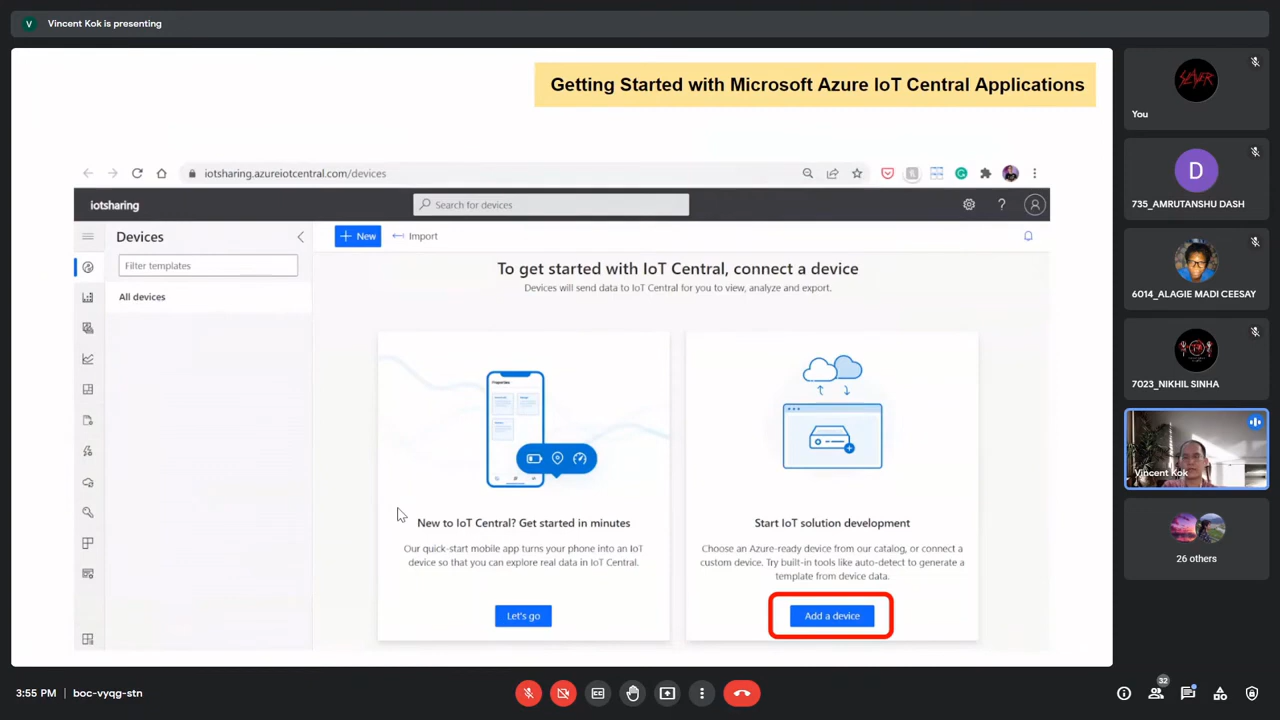 V
Vincent Kok is presenting
Getting Started with Microsoft Azure IoT Central Applications
iotsharing.azureiotcentral.com/devices
iotsharing
Search for devices
?
Devices
New
Import
Filter templates
All devices
To get started with IoT Central, connect a device
Devices will send data to IoT Central for you to view, analyze and export.
New to IoT Central? Get started in minutes
Our quick-start mobile app turns your phone into an IoT
device so that you can explore real data in IoT Central.
Let's go
Start IoT solution development
Choose an Azure-ready device from our catalog, or connect a
custom device. Try built-in tools like auto-detect to generate a
template from device data.
Add a device
SLAYER
You
D
735_AMRUTANSHU DASH
6014_ALAGIE MADI CEESAY
7023_NIKHIL SINHA
Vincent Kok
26 others
3:55 PM | boc-vyqg-stn
32